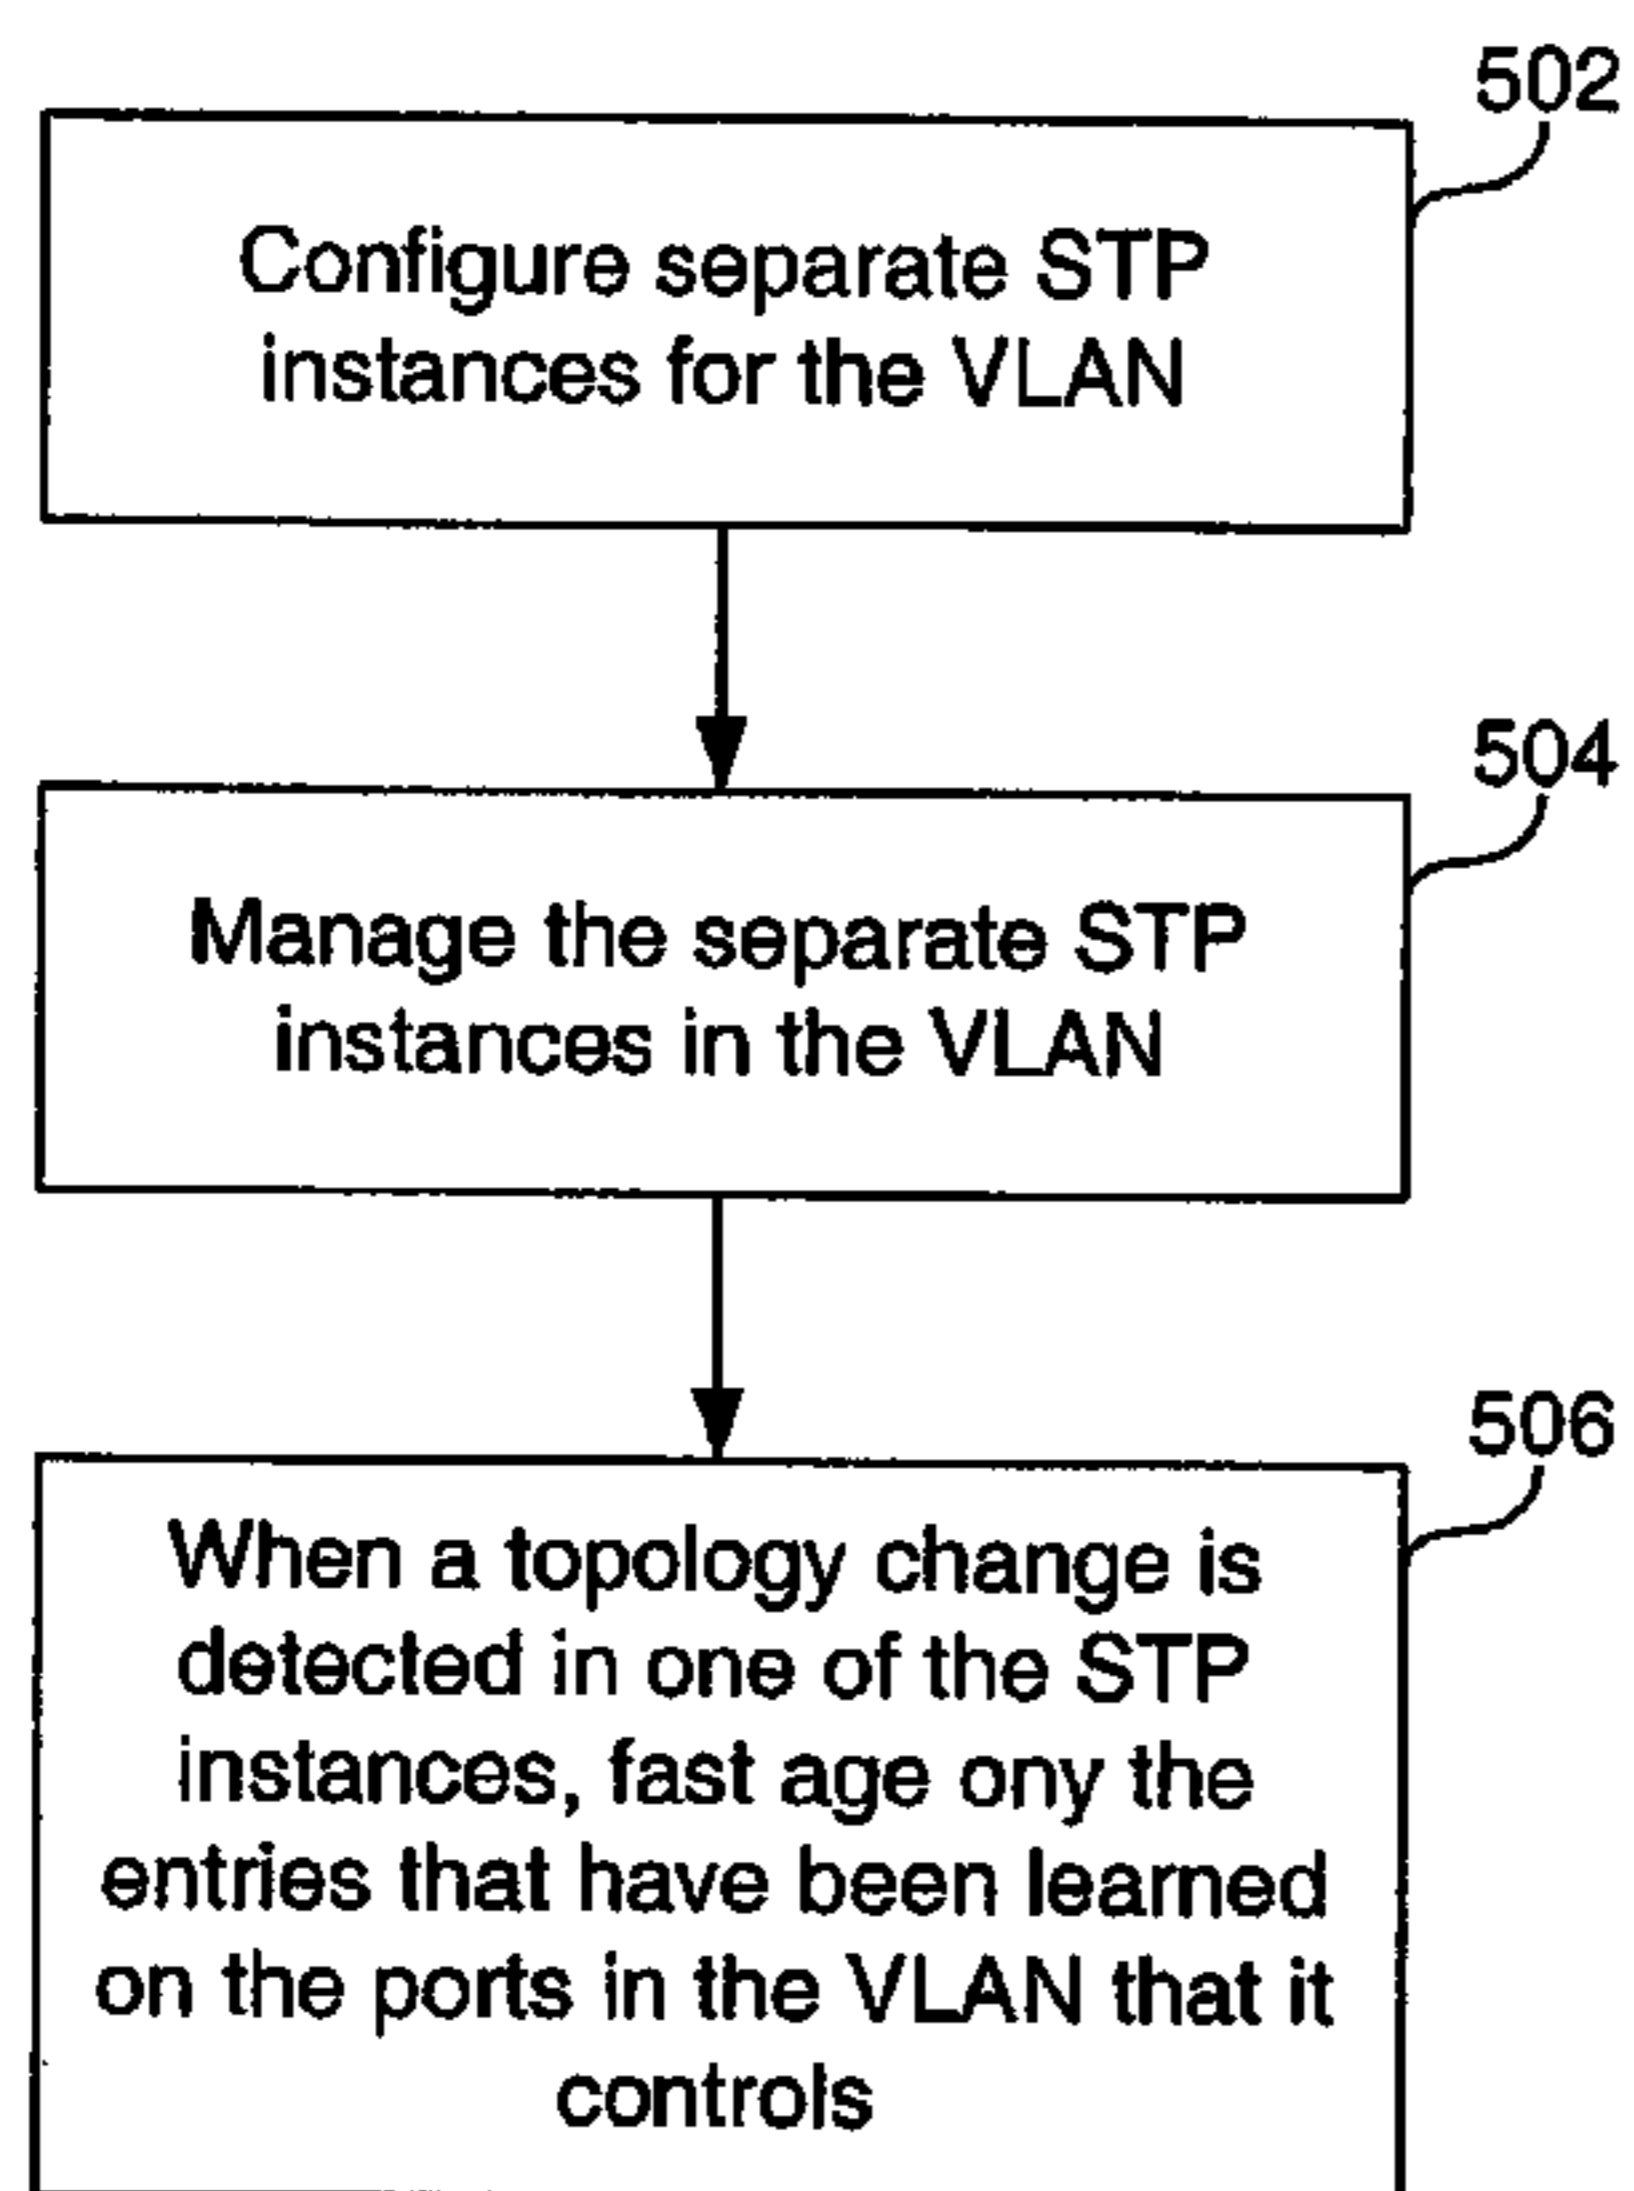 502
Configure separate STP
instances for the VLAN
504
Manage the separate STP
instances in the VLAN
506
When a topology change is
detected in one of the STP
instances, fast age ony the
entries that have been learned
on the ports in the VLAN that it
controls